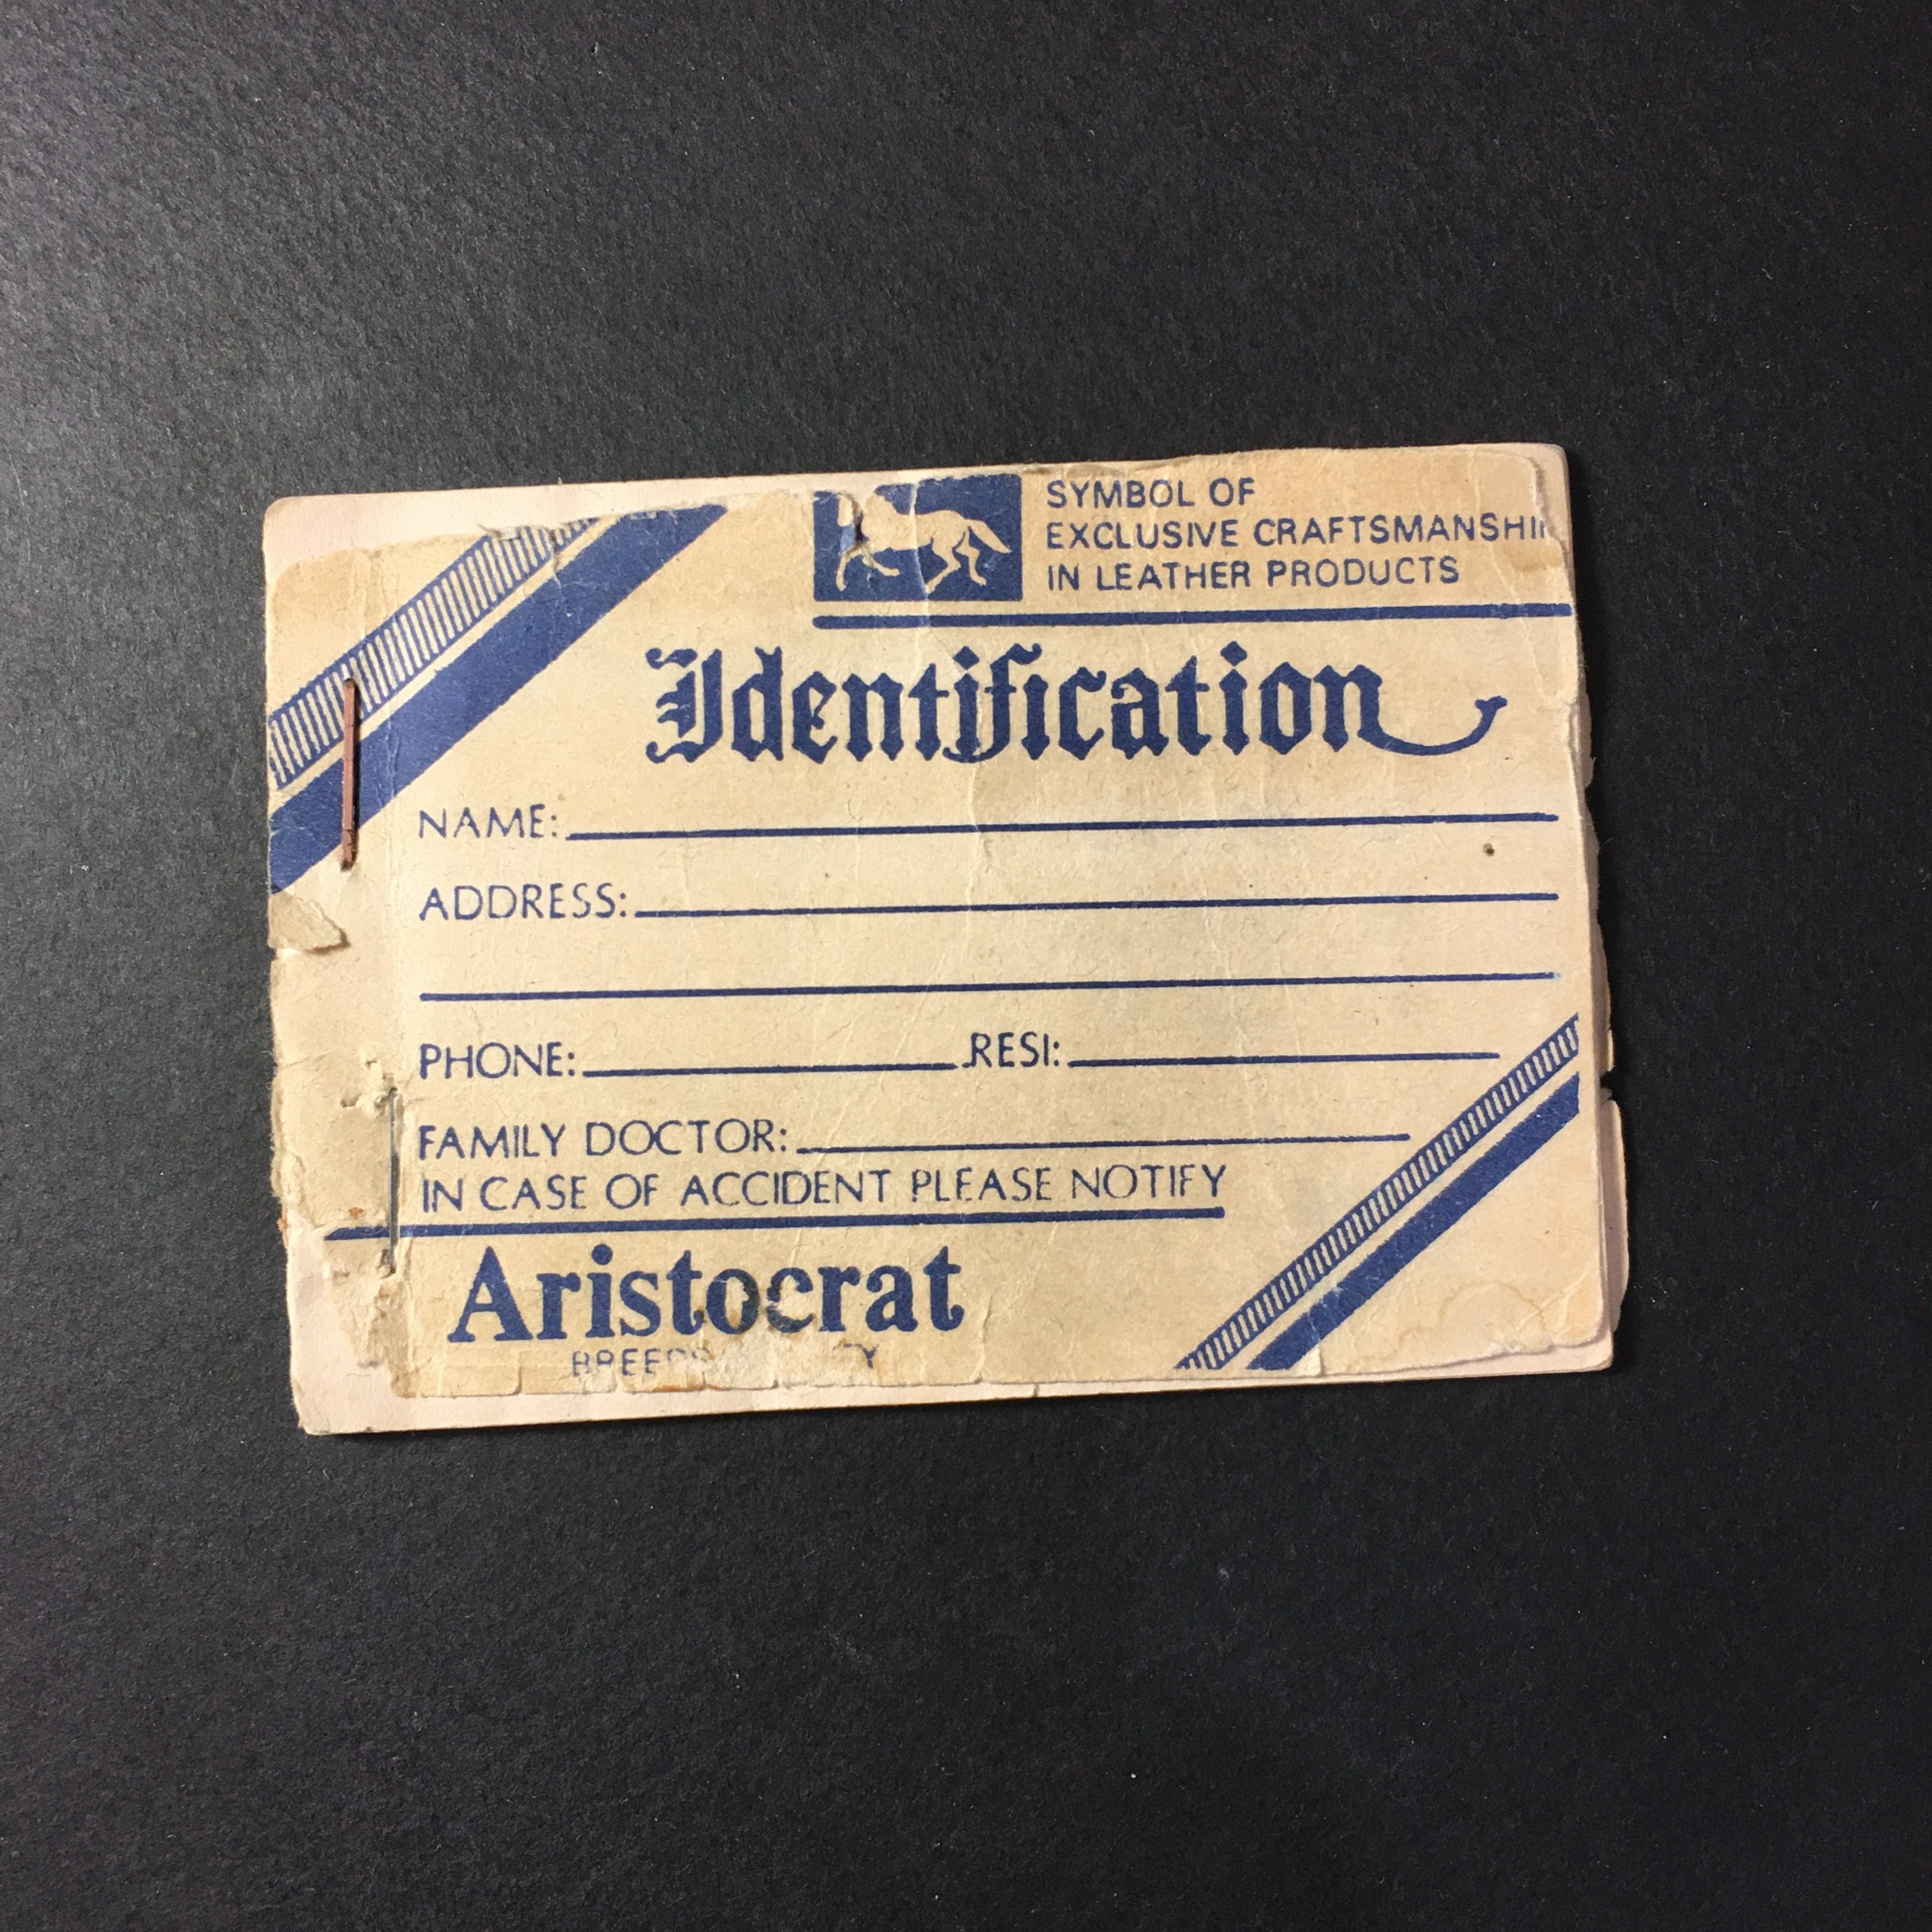 SYMBOL OF
EXCLUSIVE CRAFTSMANSHI
IN LEATHER PRODUCTS
Identification
NAME:
ADDRESS:
PHONE: RESI:
FAMILY DOCTOR:
IN CASE OF ACCIDENT PLEASE NOTIFY
Aristocrat